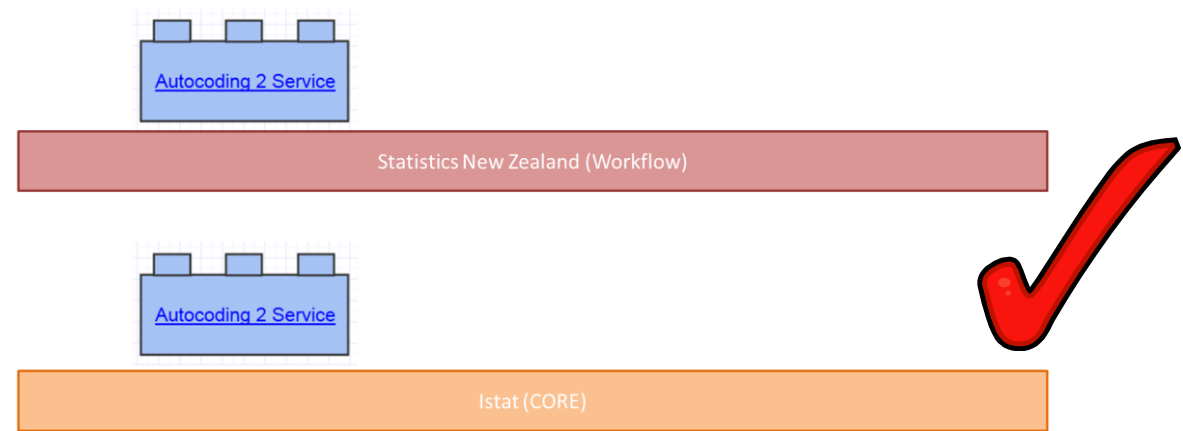 Autocoding 2 Service
Statistics New Zealand (Workflow)
Autocoding 2 Service
Istat (CORE)